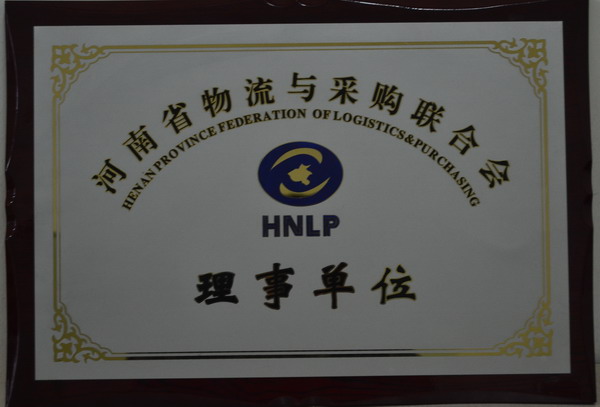 河南省物流与采购联合会
HENAN PROVINCE FEDERATION OF LOGISTICS&PURCHASING
HNLP
理事单位